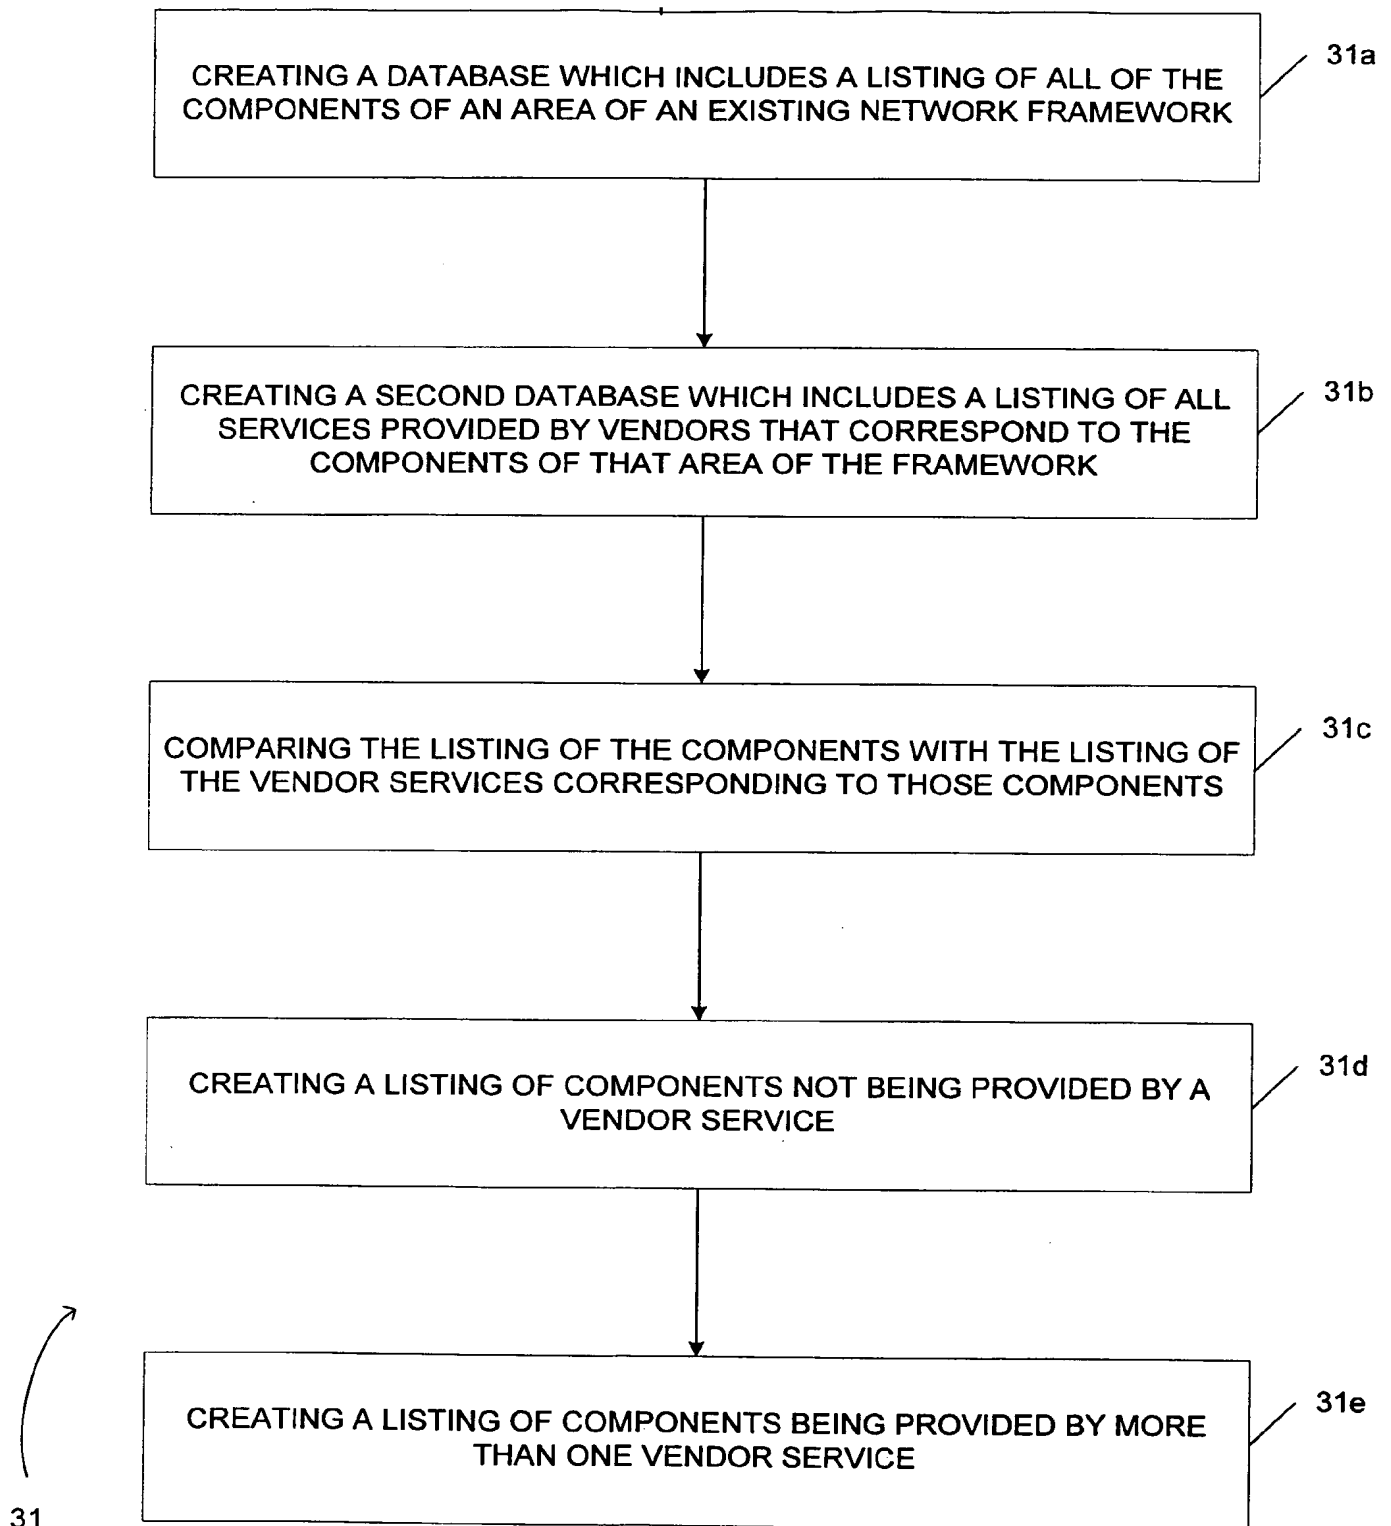 CREATING A DATABASE WHICH INCLUDES A LISTING OF ALL OF THE
COMPONENTS OF AN AREA OF AN EXISTING NETWORK FRAMEWORK
31a
CREATING A SECOND DATABASE WHICH INCLUDES A LISTING OF ALL
SERVICES PROVIDED BY VENDORS THAT CORRESPOND TO THE
COMPONENTS OF THAT AREA OF THE FRAMEWORK
31b
COMPARING THE LISTING OF THE COMPONENTS WITH THE LISTING OF
THE VENDOR SERVICES CORRESPONDING TO THOSE COMPONENTS
31c
CREATING A LISTING OF COMPONENTS NOT BEING PROVIDED BY A
VENDOR SERVICE
31d
CREATING A LISTING OF COMPONENTS BEING PROVIDED BY MORE
THAN ONE VENDOR SERVICE
31e
31